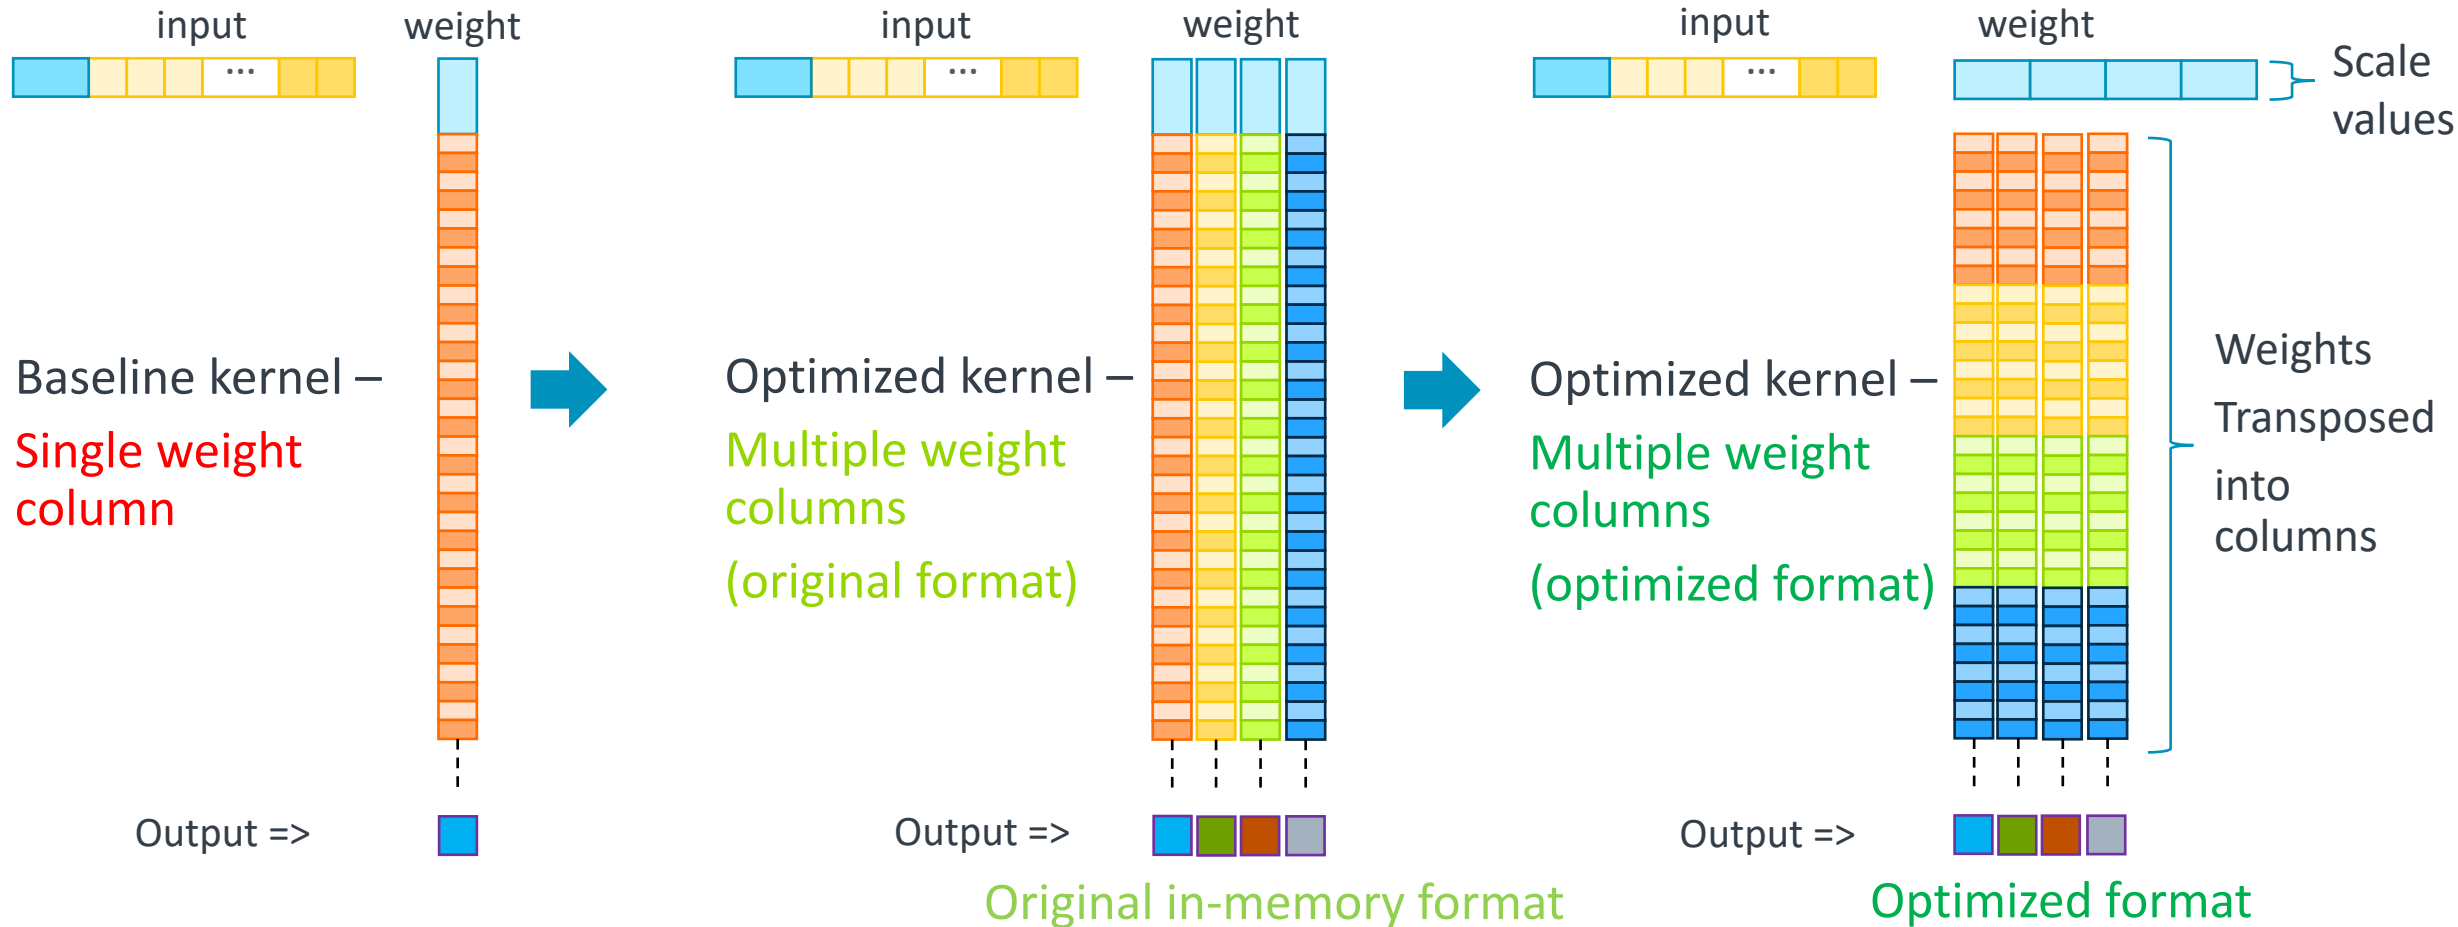 input
weight
...
Baseline kernel –
Single weight
column
Output =>
input
weight
...
Optimized kernel –
Multiple weight
columns
(original format)
Output =>
Original in-memory format
input
weight
...
Scale
values
Optimized kernel –
Multiple weight
columns
(optimized format)
Weights
Transposed
into
columns
Output =>
Optimized format